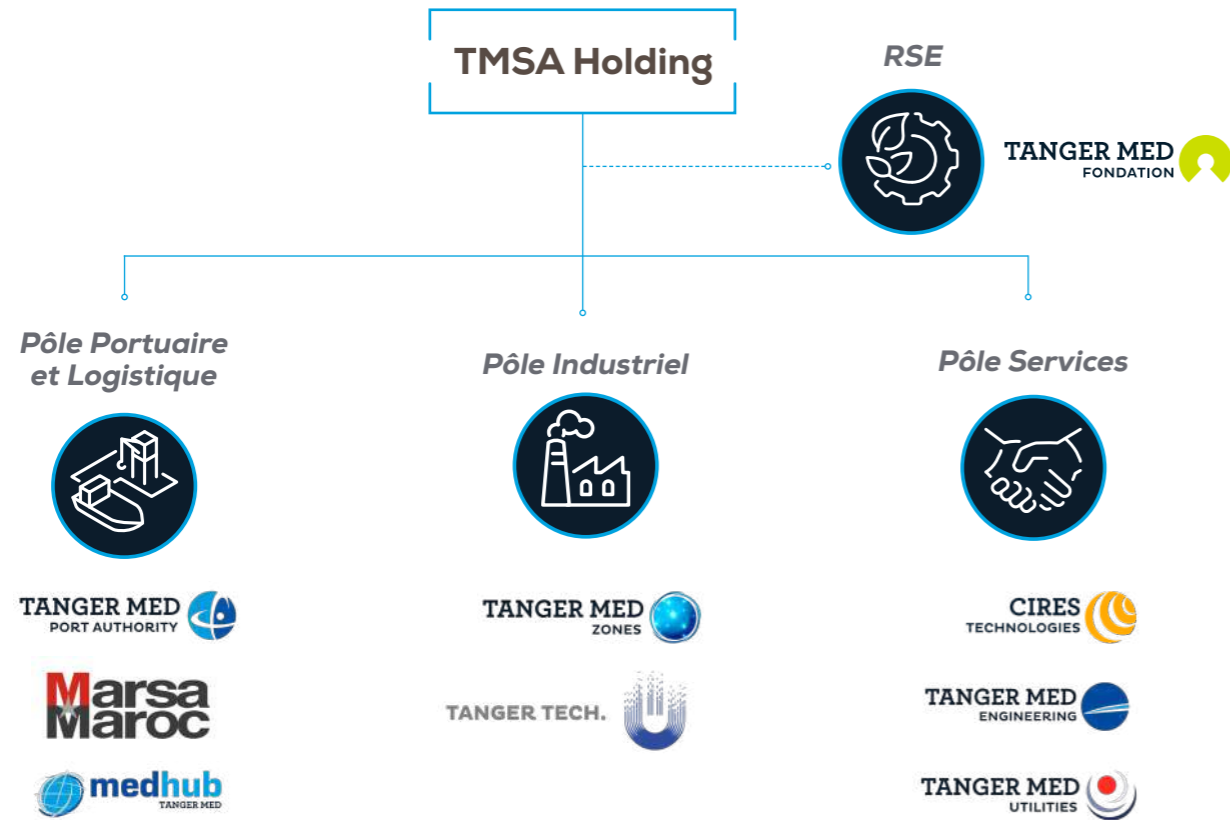 TMSA Holding
RSE
TANGER MED
FONDATION
Pôle Portuaire
et Logistique
TANGER MED
PORT AUTHORITY
Marsa
Maroc
medhub
TANGER MED
Pôle Industriel
TANGER MED
ZONES
TANGER TECH.
Pôle Services
CIRES
TECHNOLOGIES
TANGER MED
ENGINEERING
TANGER MED
UTILITIES